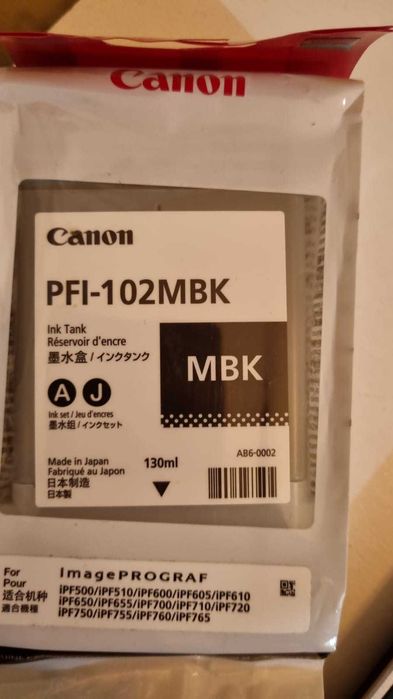 Canon
Canon
PFI-102MBK
Ink Tank
Réservoir d'encre
墨水盒 / インクタンク
MBK
A J
Ink set / Jeu d'encres
墨水组 / インクセット
Made in Japan
Fabriqué au Japon
日本制造
日本製
130ml
AB6-0002
For
Pour
适合机种
適合機種
imagePROGRAF
iPF500/iPF510/iPF600/iPF605/iPF610
iPF650/iPF655/iPF700/iPF710/iPF720
iPF750/iPF755/iPF760/iPF765